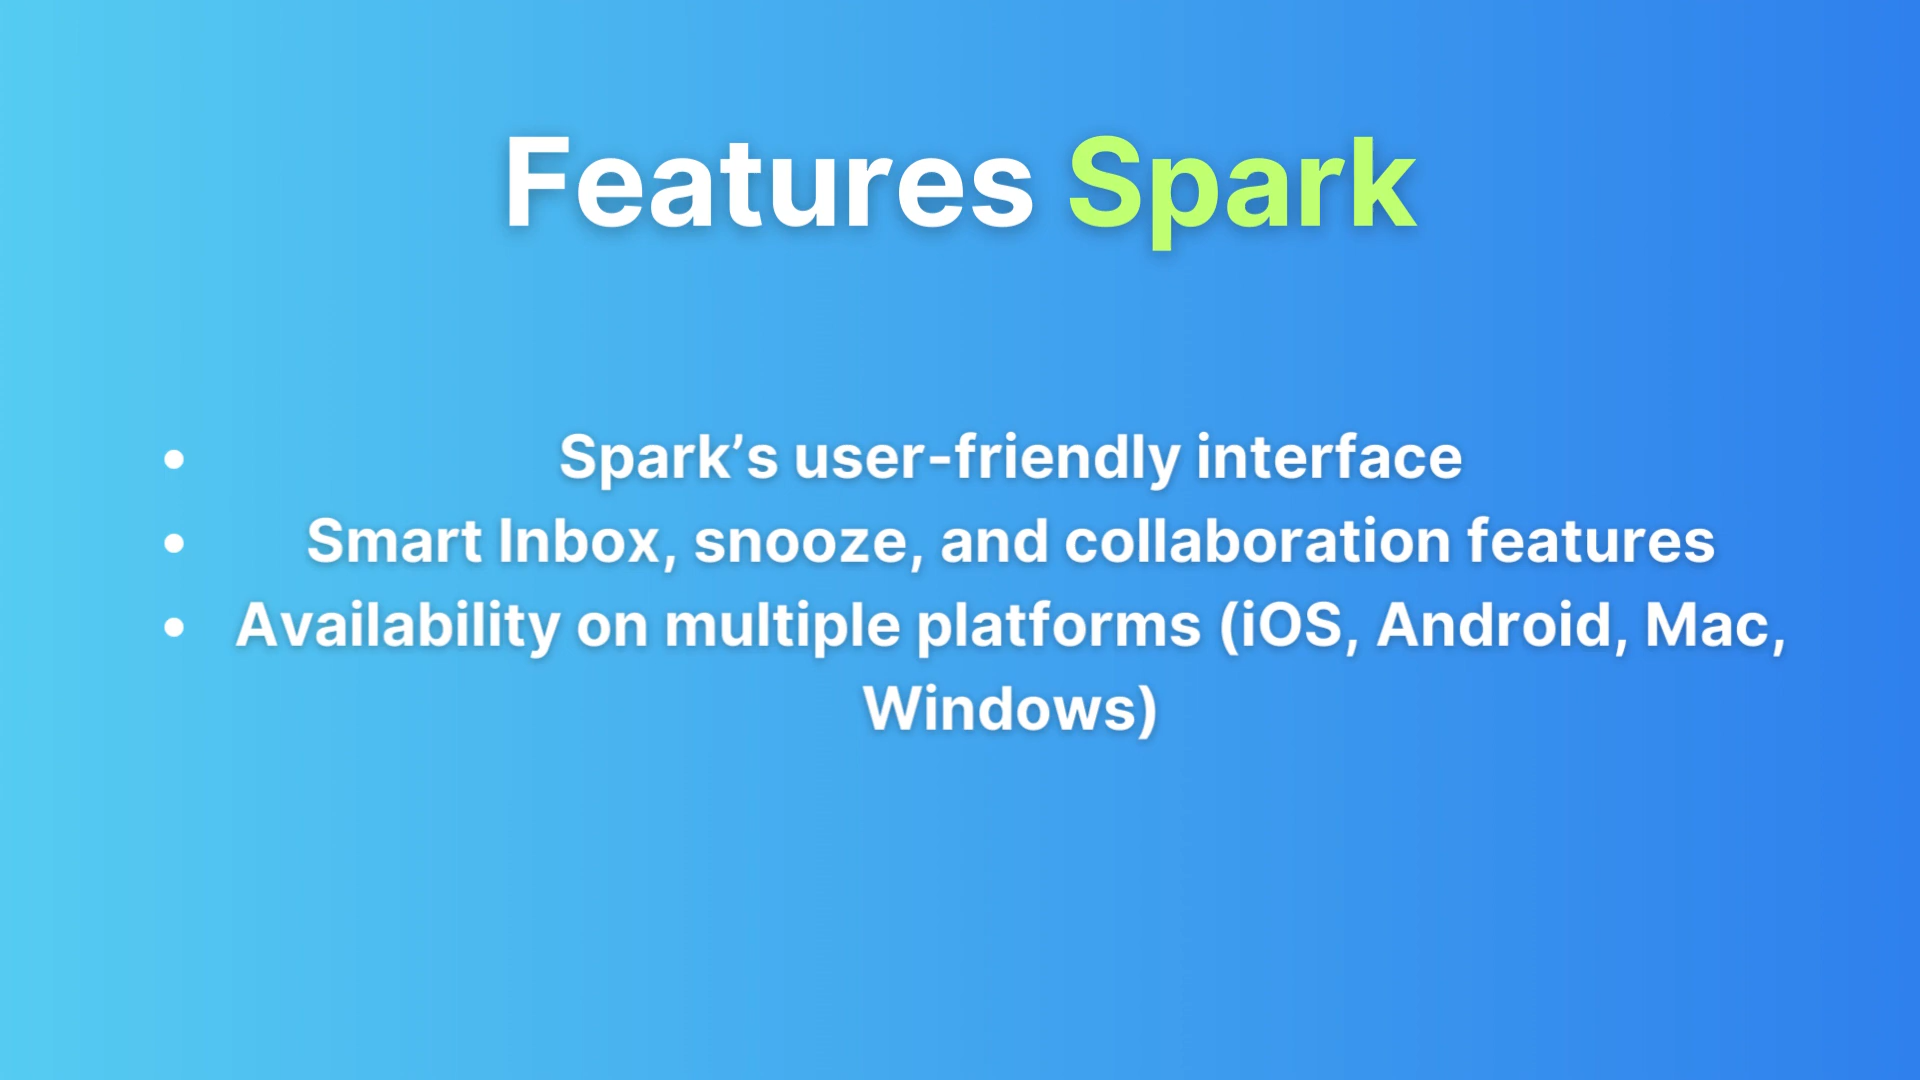 Features Spark
• Spark’s user-friendly interface
• Smart Inbox, snooze, and collaboration features
• Availability on multiple platforms (iOS, Android, Mac,
Windows)